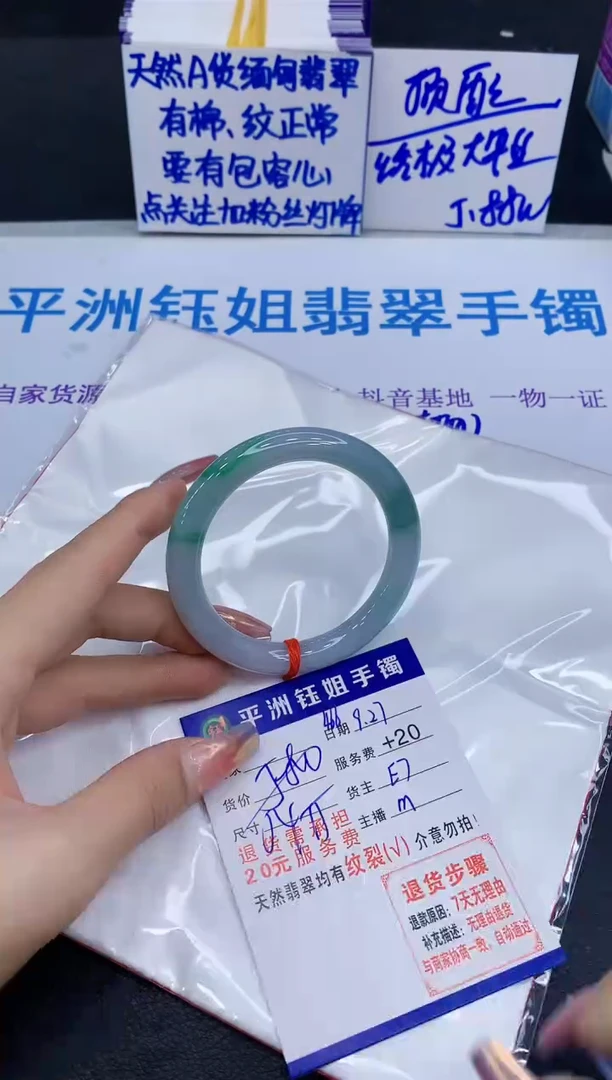 天然A货缅甸翡翠
有棉、纹正常
要有包容心
点关注加粉丝灯牌
顶配
终极大毕业
平洲钰姐翡翠手镯
自家货源
抖音基地 一物一证
平洲钰姐手镯
日期 9.27
货价
服务费 +20
尺寸
货主 E7
主播 m
退货需承担
20元服务费
天然翡翠均有纹裂(√)介意勿拍!
退货步骤
退款原因:7天无理由
补充描述:无理由退货
与商家协商一致,自动通过